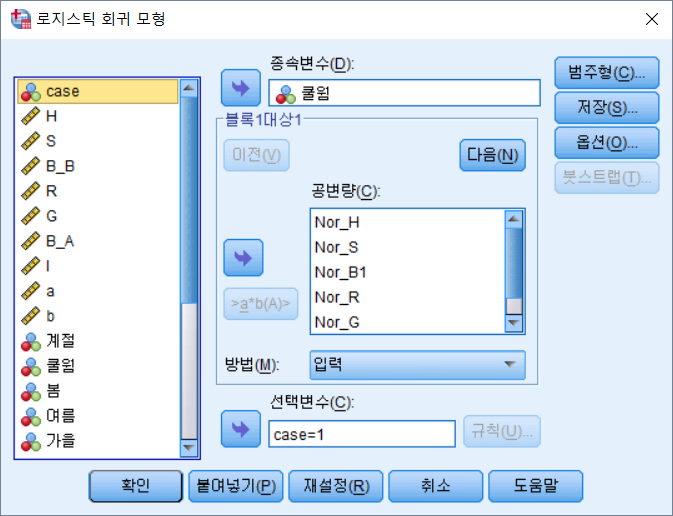 로지스틱 회귀 모형
case
H
S
B_B
R
G
B_A
I
a
b
계절
쿨웜
봄
여름
가을
종속변수(D):
쿨웜
블록1대상1
이전(V)
다음(N)
공변량(C):
Nor_H
Nor_S
Nor_B1
Nor_R
Nor_G
>a*b(A)>
방법(M):
입력
선택변수(C):
case=1
규칙(U)...
범주형(C)...
저장(S)...
옵션(O)...
붓스트랩(T)...
확인
붙여넣기(P)
재설정(R)
취소
도움말